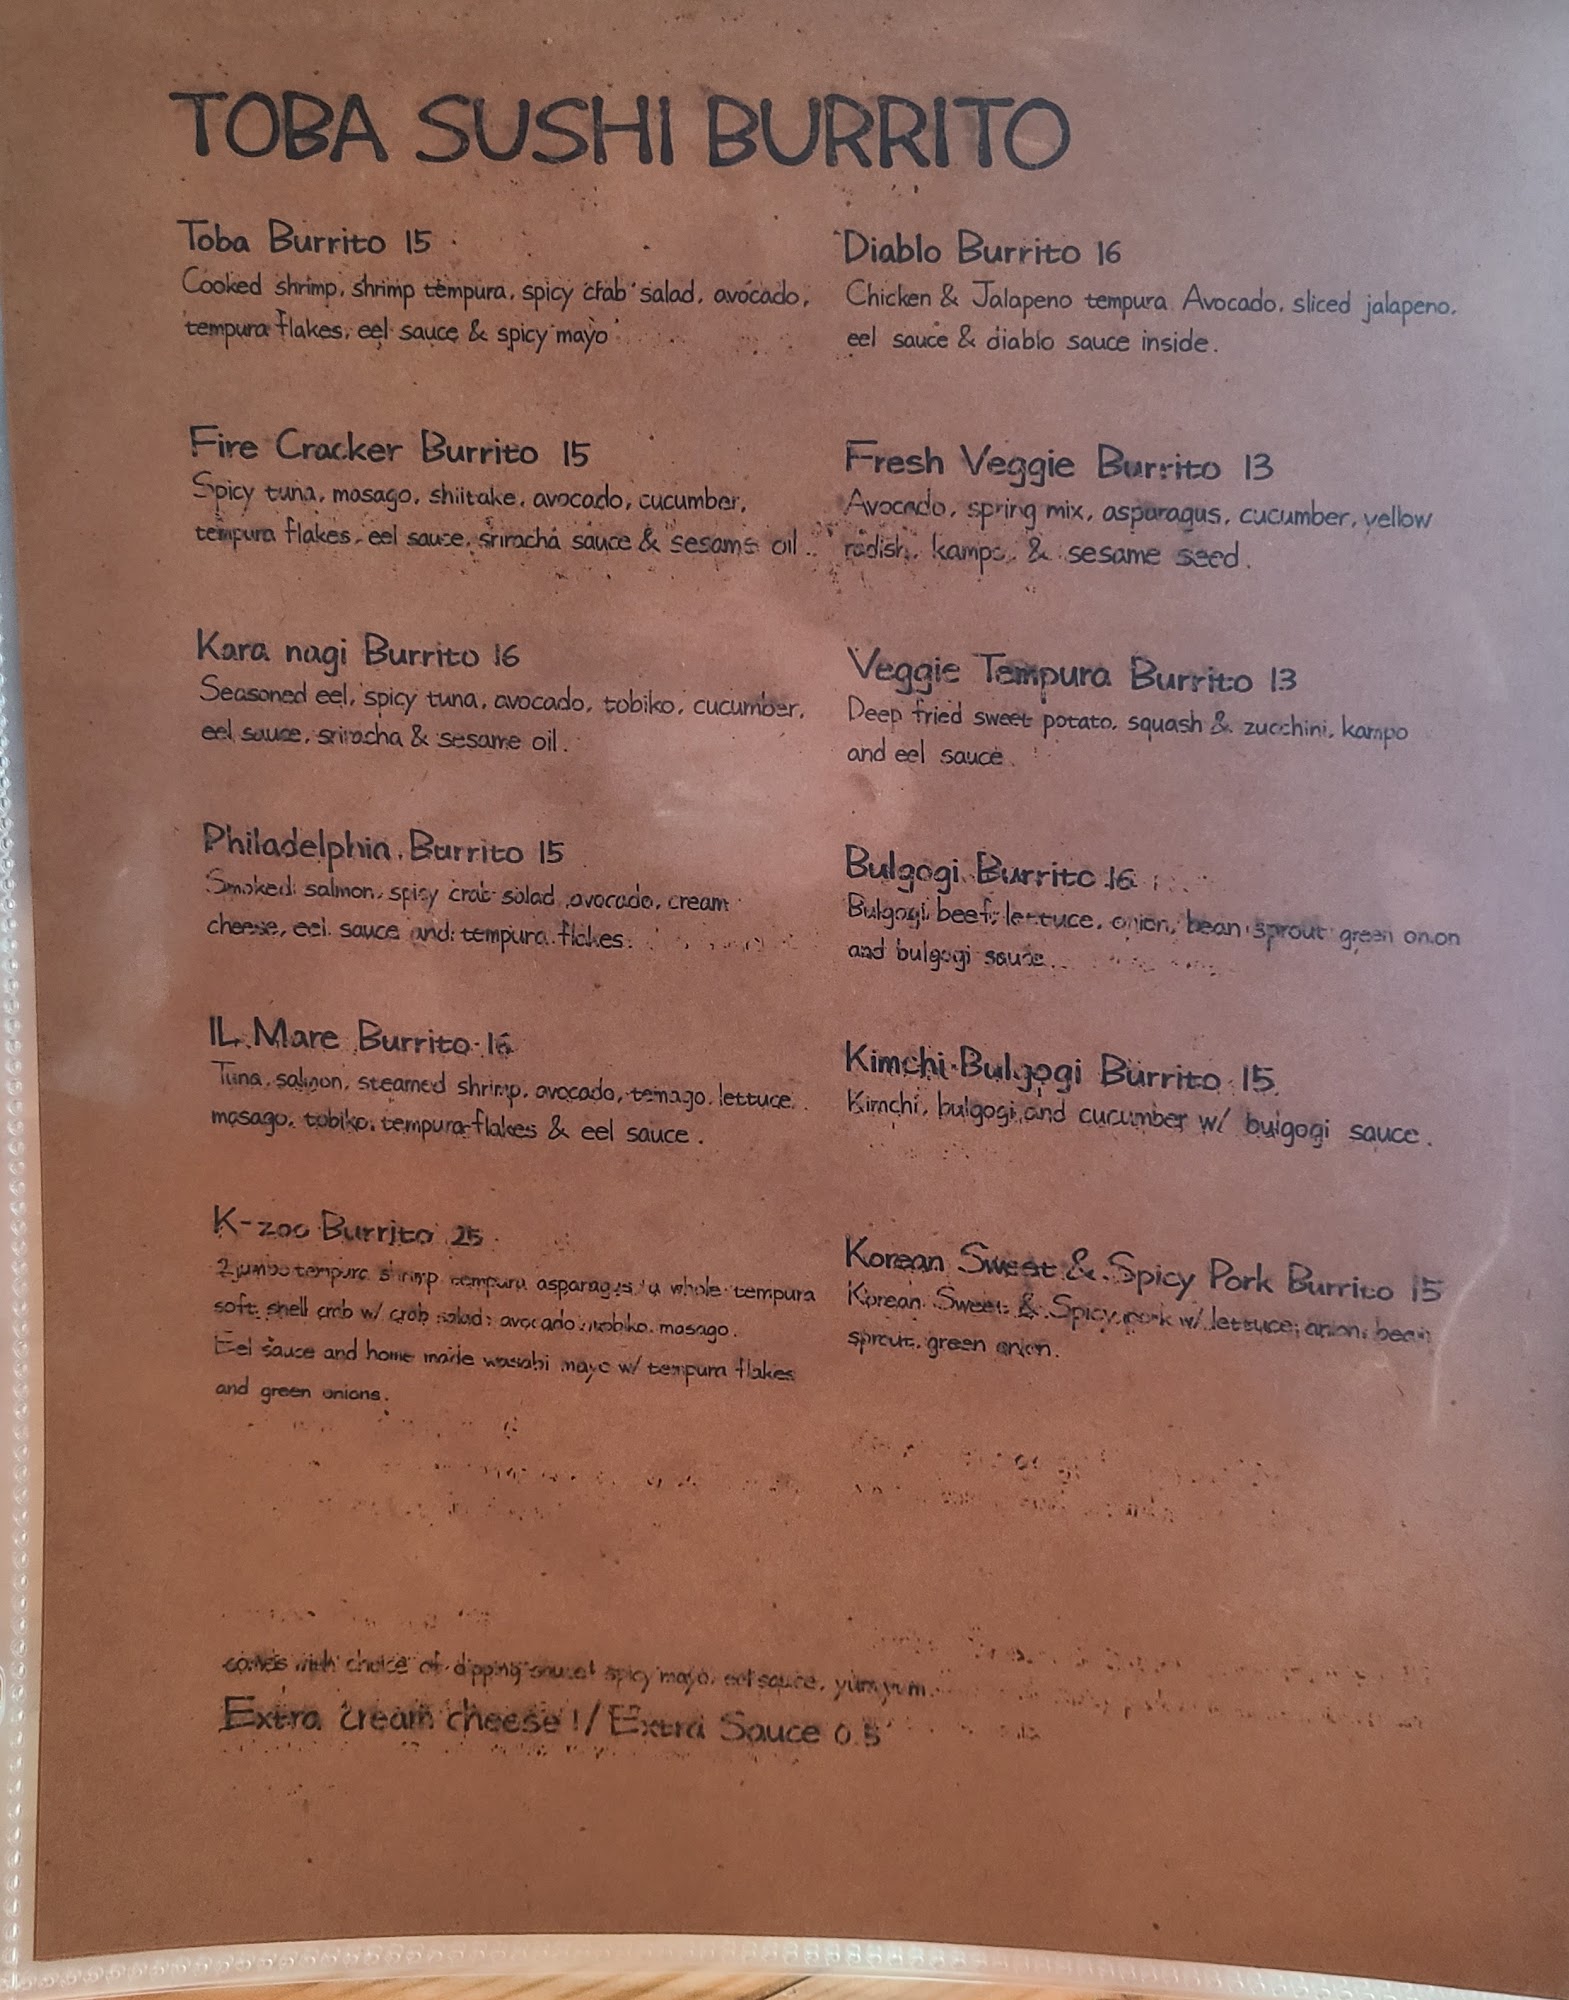 TOBA SUSHI BURRITO
Toba Burrito 15
Cooked shrimp, shrimp tempura, spicy crab salad, avocado,
tempura flakes, eel sauce & spicy mayo
Fire Cracker Burrito 15
Spicy tuna, masago, shiitake, avocado, cucumber,
tempura flakes, eel sauce, sriracha sauce & sesame oil.
Kara nagi Burrito 16
Seasoned eel, spicy tuna, avocado, tobiko, cucumber,
eel sauce, sriracha & sesame oil.
Philadelphia Burrito 15
Smoked salmon, spicy crab salad, avocado, cream
cheese, eel sauce and tempura flakes.
IL Mare Burrito 16
Tuna, salmon, steamed shrimp, avocado, temago, lettuce,
masago, tobiko, tempura flakes & eel sauce.
K-zoo Burrito 25
2 jumbo tempura shrimp tempura asparagus, a whole tempura
soft shell crab w/ crab salad, avocado, tobiko, masago.
Eel sauce and home made wasabi mayo w/ tempura flakes
and green onions.
Diablo Burrito 16
Chicken & Jalapeno tempura. Avocado, sliced jalapeno,
eel sauce & diablo sauce inside.
Fresh Veggie Burrito 13
Avocado, spring mix, asparagus, cucumber, yellow
radish, kampo, & sesame seed.
Veggie Tempura Burrito 13
Deep fried sweet potato, squash & zucchini, kampo
and eel sauce.
Bulgogi Burrito 16
Bulgogi beef, lettuce, onion, bean sprout green onion
and bulgogi sauce.
Kimchi Bulgogi Burrito 15
Kimchi, bulgogi and cucumber w/ bulgogi sauce.
Korean Sweet & Spicy Pork Burrito 15
Korean Sweet & Spicy pork w/ lettuce, onion, bean
sprout, green onion.
comes with choice of dipping sauce! spicy mayo, eel sauce, yum yum.
Extra cream cheese 1/ Extra Sauce 0.5